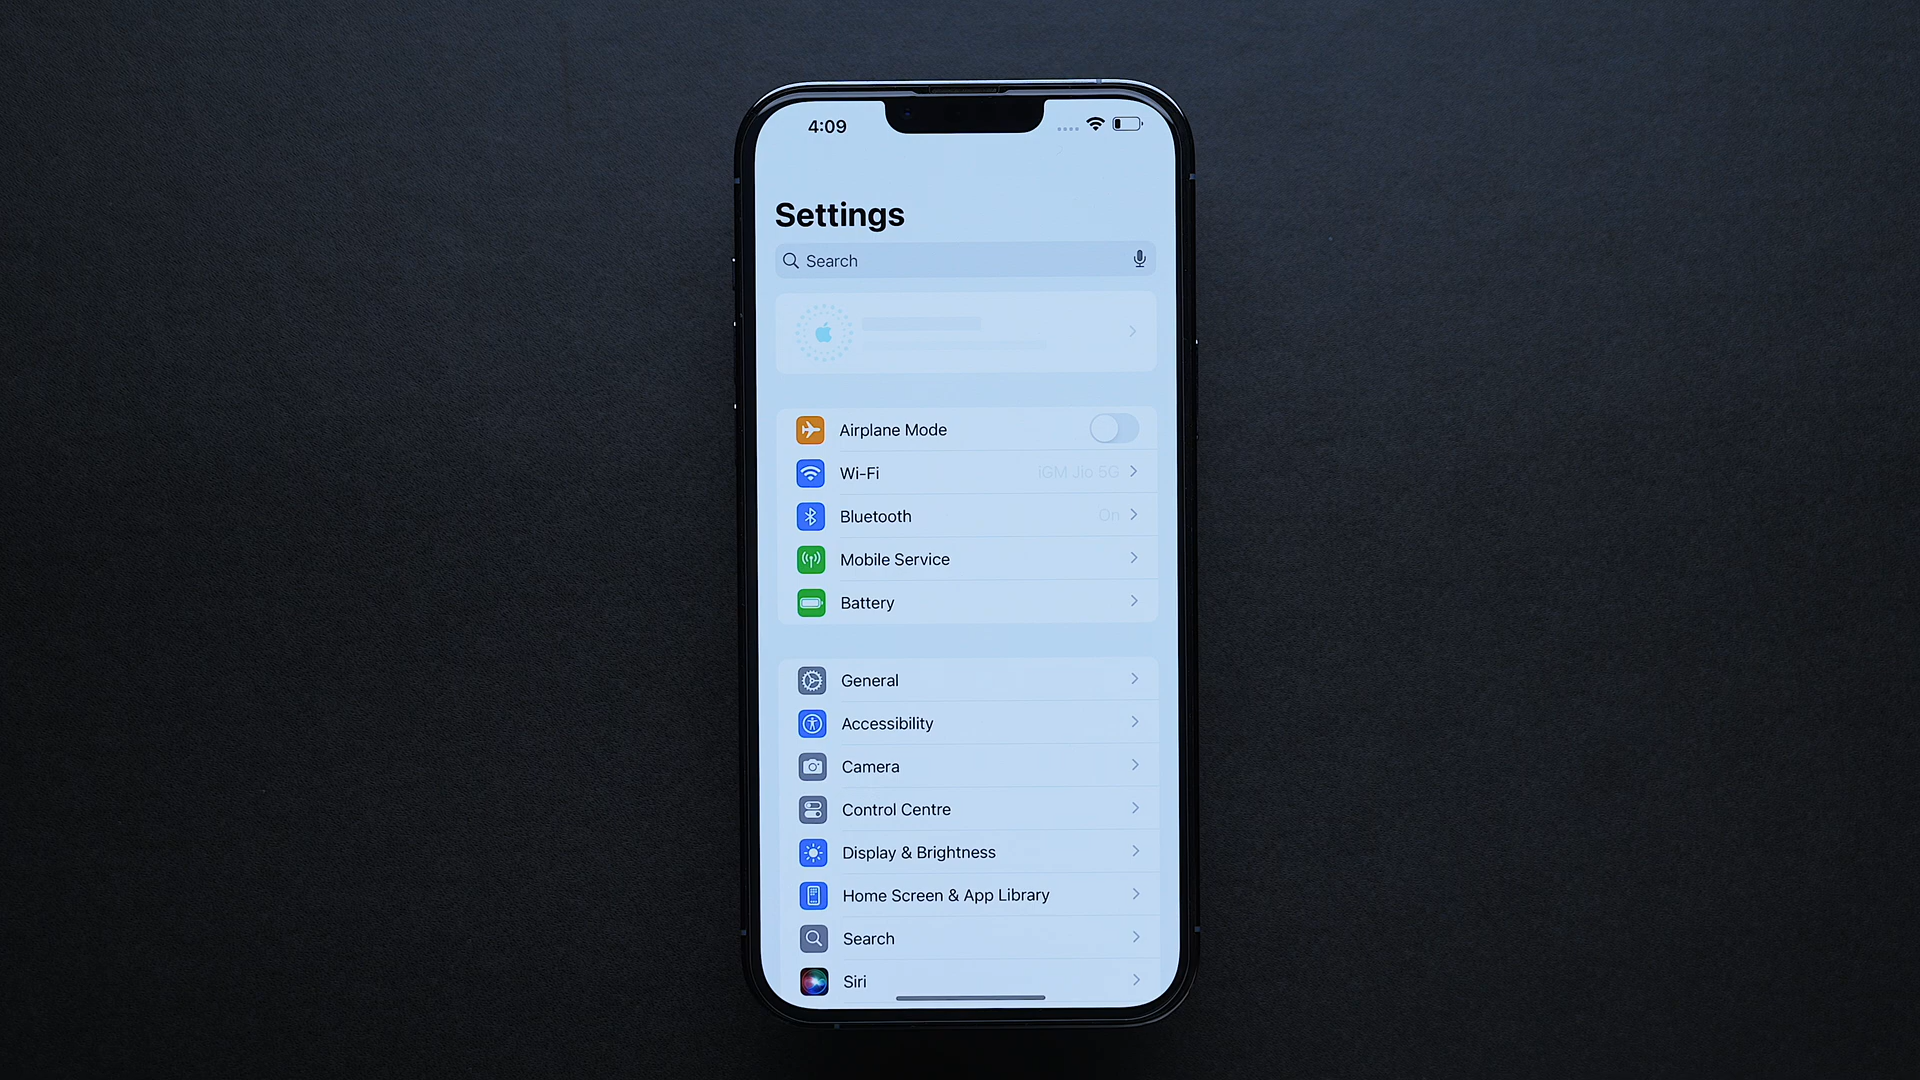 4:09
Settings
Search
Airplane Mode
Wi-Fi IGM Jio 5G
Bluetooth On
Mobile Service
Battery
General
Accessibility
Camera
Control Centre
Display & Brightness
Home Screen & App Library
Search
Siri